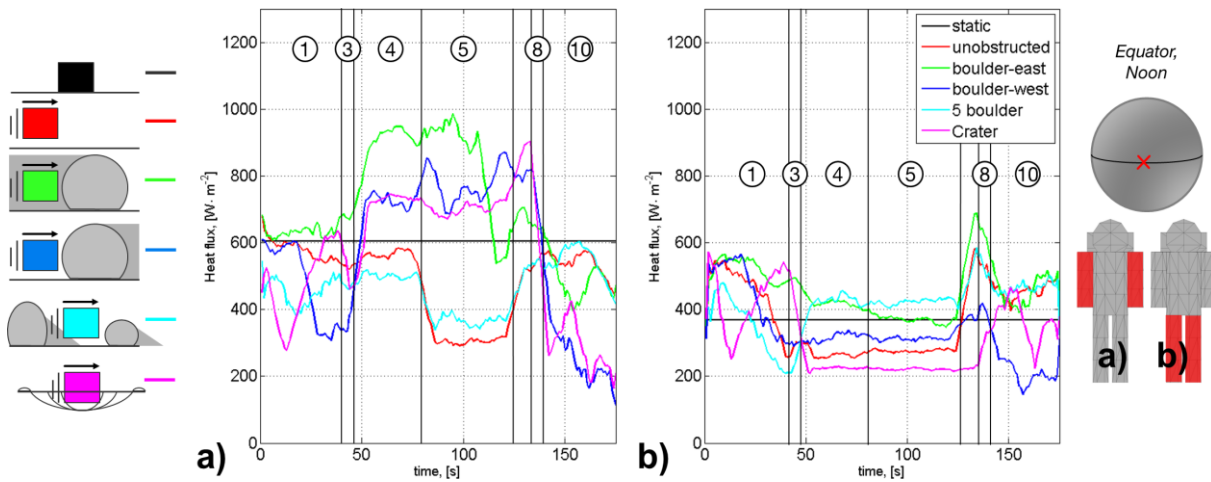 1200
1000
800
600
400
200
0
Heat flux, [W· m⁻²]
1 3 4 5 8 10
0 50 100 150
time, [s]
a)
1200
1000
800
600
400
200
0
Heat flux, [W· m⁻²]
static
unobstructed
boulder-east
boulder-west
5 boulder
Crater
1 3 4 5 8 10
0 50 100 150
time, [s]
b)
Equator,
Noon
a) b)